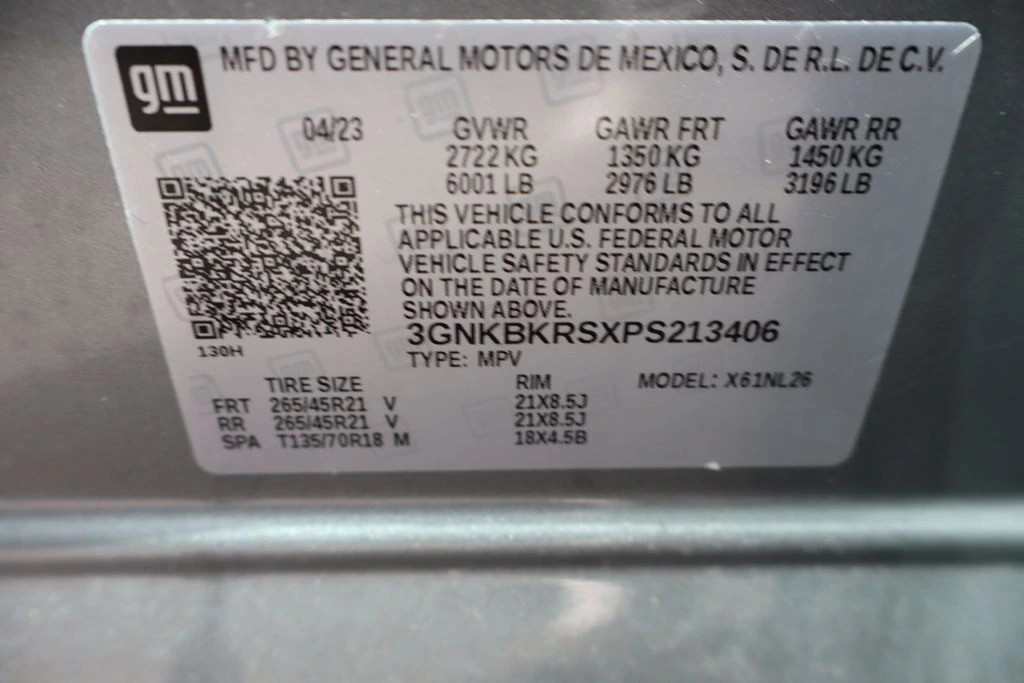 gm
MFD BY GENERAL MOTORS DE MEXICO, S. DE R.L. DE C.V.
04/23 GVWR GAWR FRT GAWR RR
2722 KG 1350 KG 1450 KG
6001 LB 2976 LB 3196 LB
THIS VEHICLE CONFORMS TO ALL
APPLICABLE U.S. FEDERAL MOTOR
VEHICLE SAFETY STANDARDS IN EFFECT
ON THE DATE OF MANUFACTURE
SHOWN ABOVE.
3GNKBKRSXPS213406
130H
TYPE: MPV
TIRE SIZE RIM MODEL: X61NL26
FRT 265/45R21 V 21X8.5J
RR 265/45R21 V 21X8.5J
SPA T135/70R18 M 18X4.5B